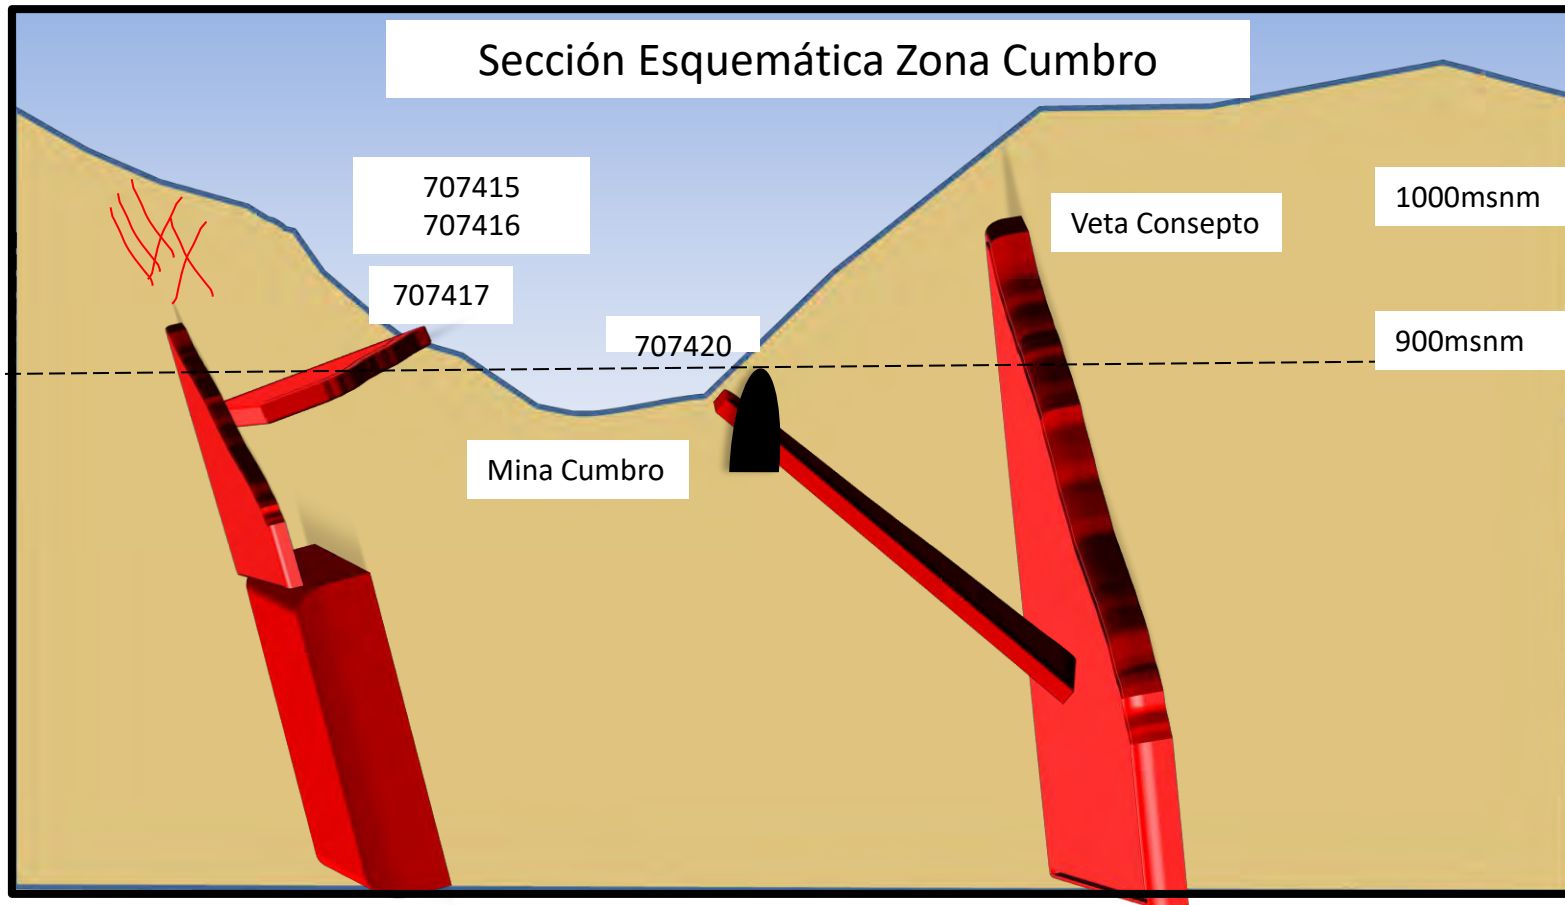 Sección Esquemática Zona Cumbro
707415
707416
1000msnm
Veta Consepto
707417
707420
900msnm
Mina Cumbro